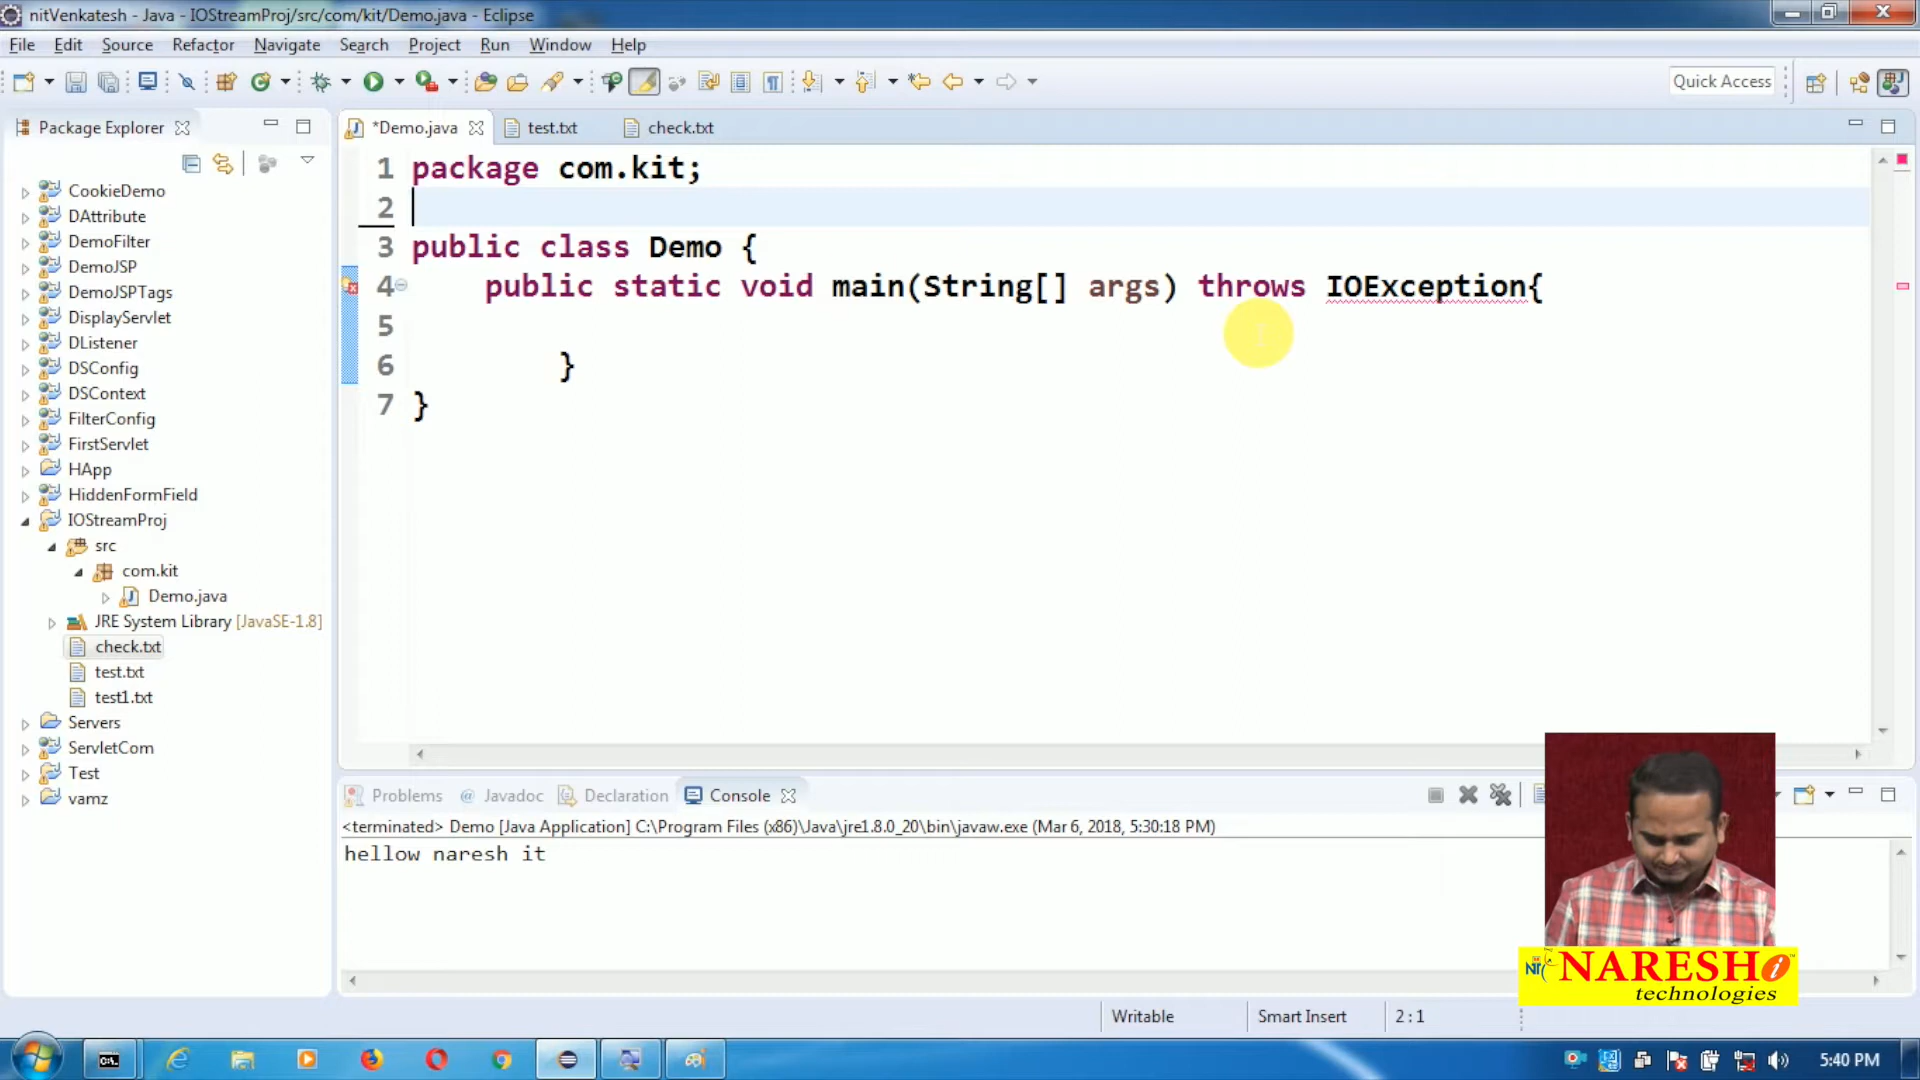 nitVenkatesh - Java - IOStreamProj/src/com/kit/Demo.java - Eclipse
File Edit Source Refactor Navigate Search Project Run Window Help
Quick Access
Package Explorer
*Demo.java test.txt check.txt
CookieDemo
DAttribute
DemoFilter
DemoJSP
DemoJSPTags
DisplayServlet
DListener
DSConfig
DSContext
FilterConfig
FirstServlet
HApp
HiddenFormField
IOStreamProj
src
com.kit
Demo.java
JRE System Library [JavaSE-1.8]
check.txt
test.txt
test1.txt
Servers
ServletCom
Test
vamz
1 package com.kit;
2
3 public class Demo {
4 public static void main(String[] args) throws IOException{
5
6 }
7 }
Problems @ Javadoc Declaration Console
<terminated> Demo [Java Application] C:\Program Files (x86)\Java\jre1.8.0_20\bin\javaw.exe (Mar 6, 2018, 5:30:18 PM)
hellow naresh it
NARESH i
technologies
Writable Smart Insert 2 : 1
5:40 PM